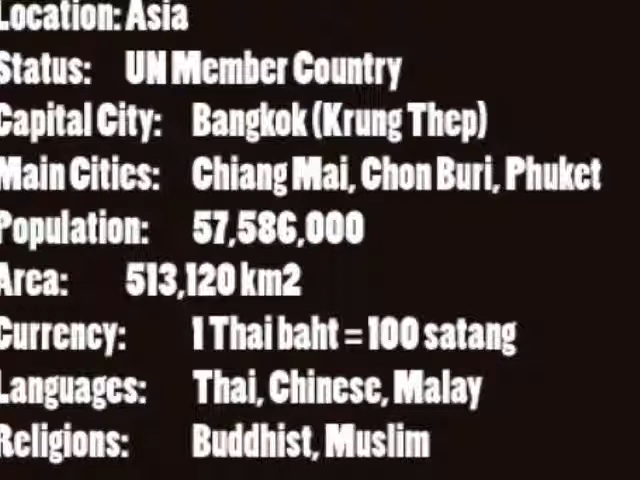 Location: Asia
Status: UN Member Country
Capital City: Bangkok (Krung Thep)
Main Cities: Chiang Mai, Chon Buri, Phuket
Population: 57,586,000
Area: 513,120 km2
Currency: 1 Thai baht = 100 satang
Languages: Thai, Chinese, Malay
Religions: Buddhist, Muslim